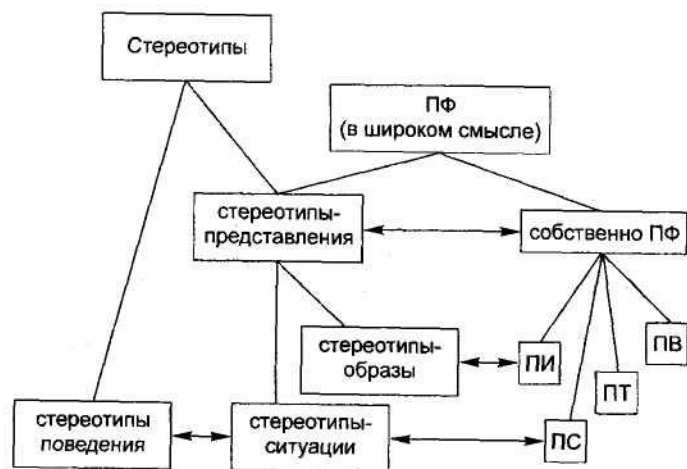 Стереотипы
ПФ
(в широком смысле)
стереотипы-
представления
собственно ПФ
стереотипы-
образы
ПИ
ПВ
ПТ
стереотипы
поведения
стереотипы-
ситуации
ПС